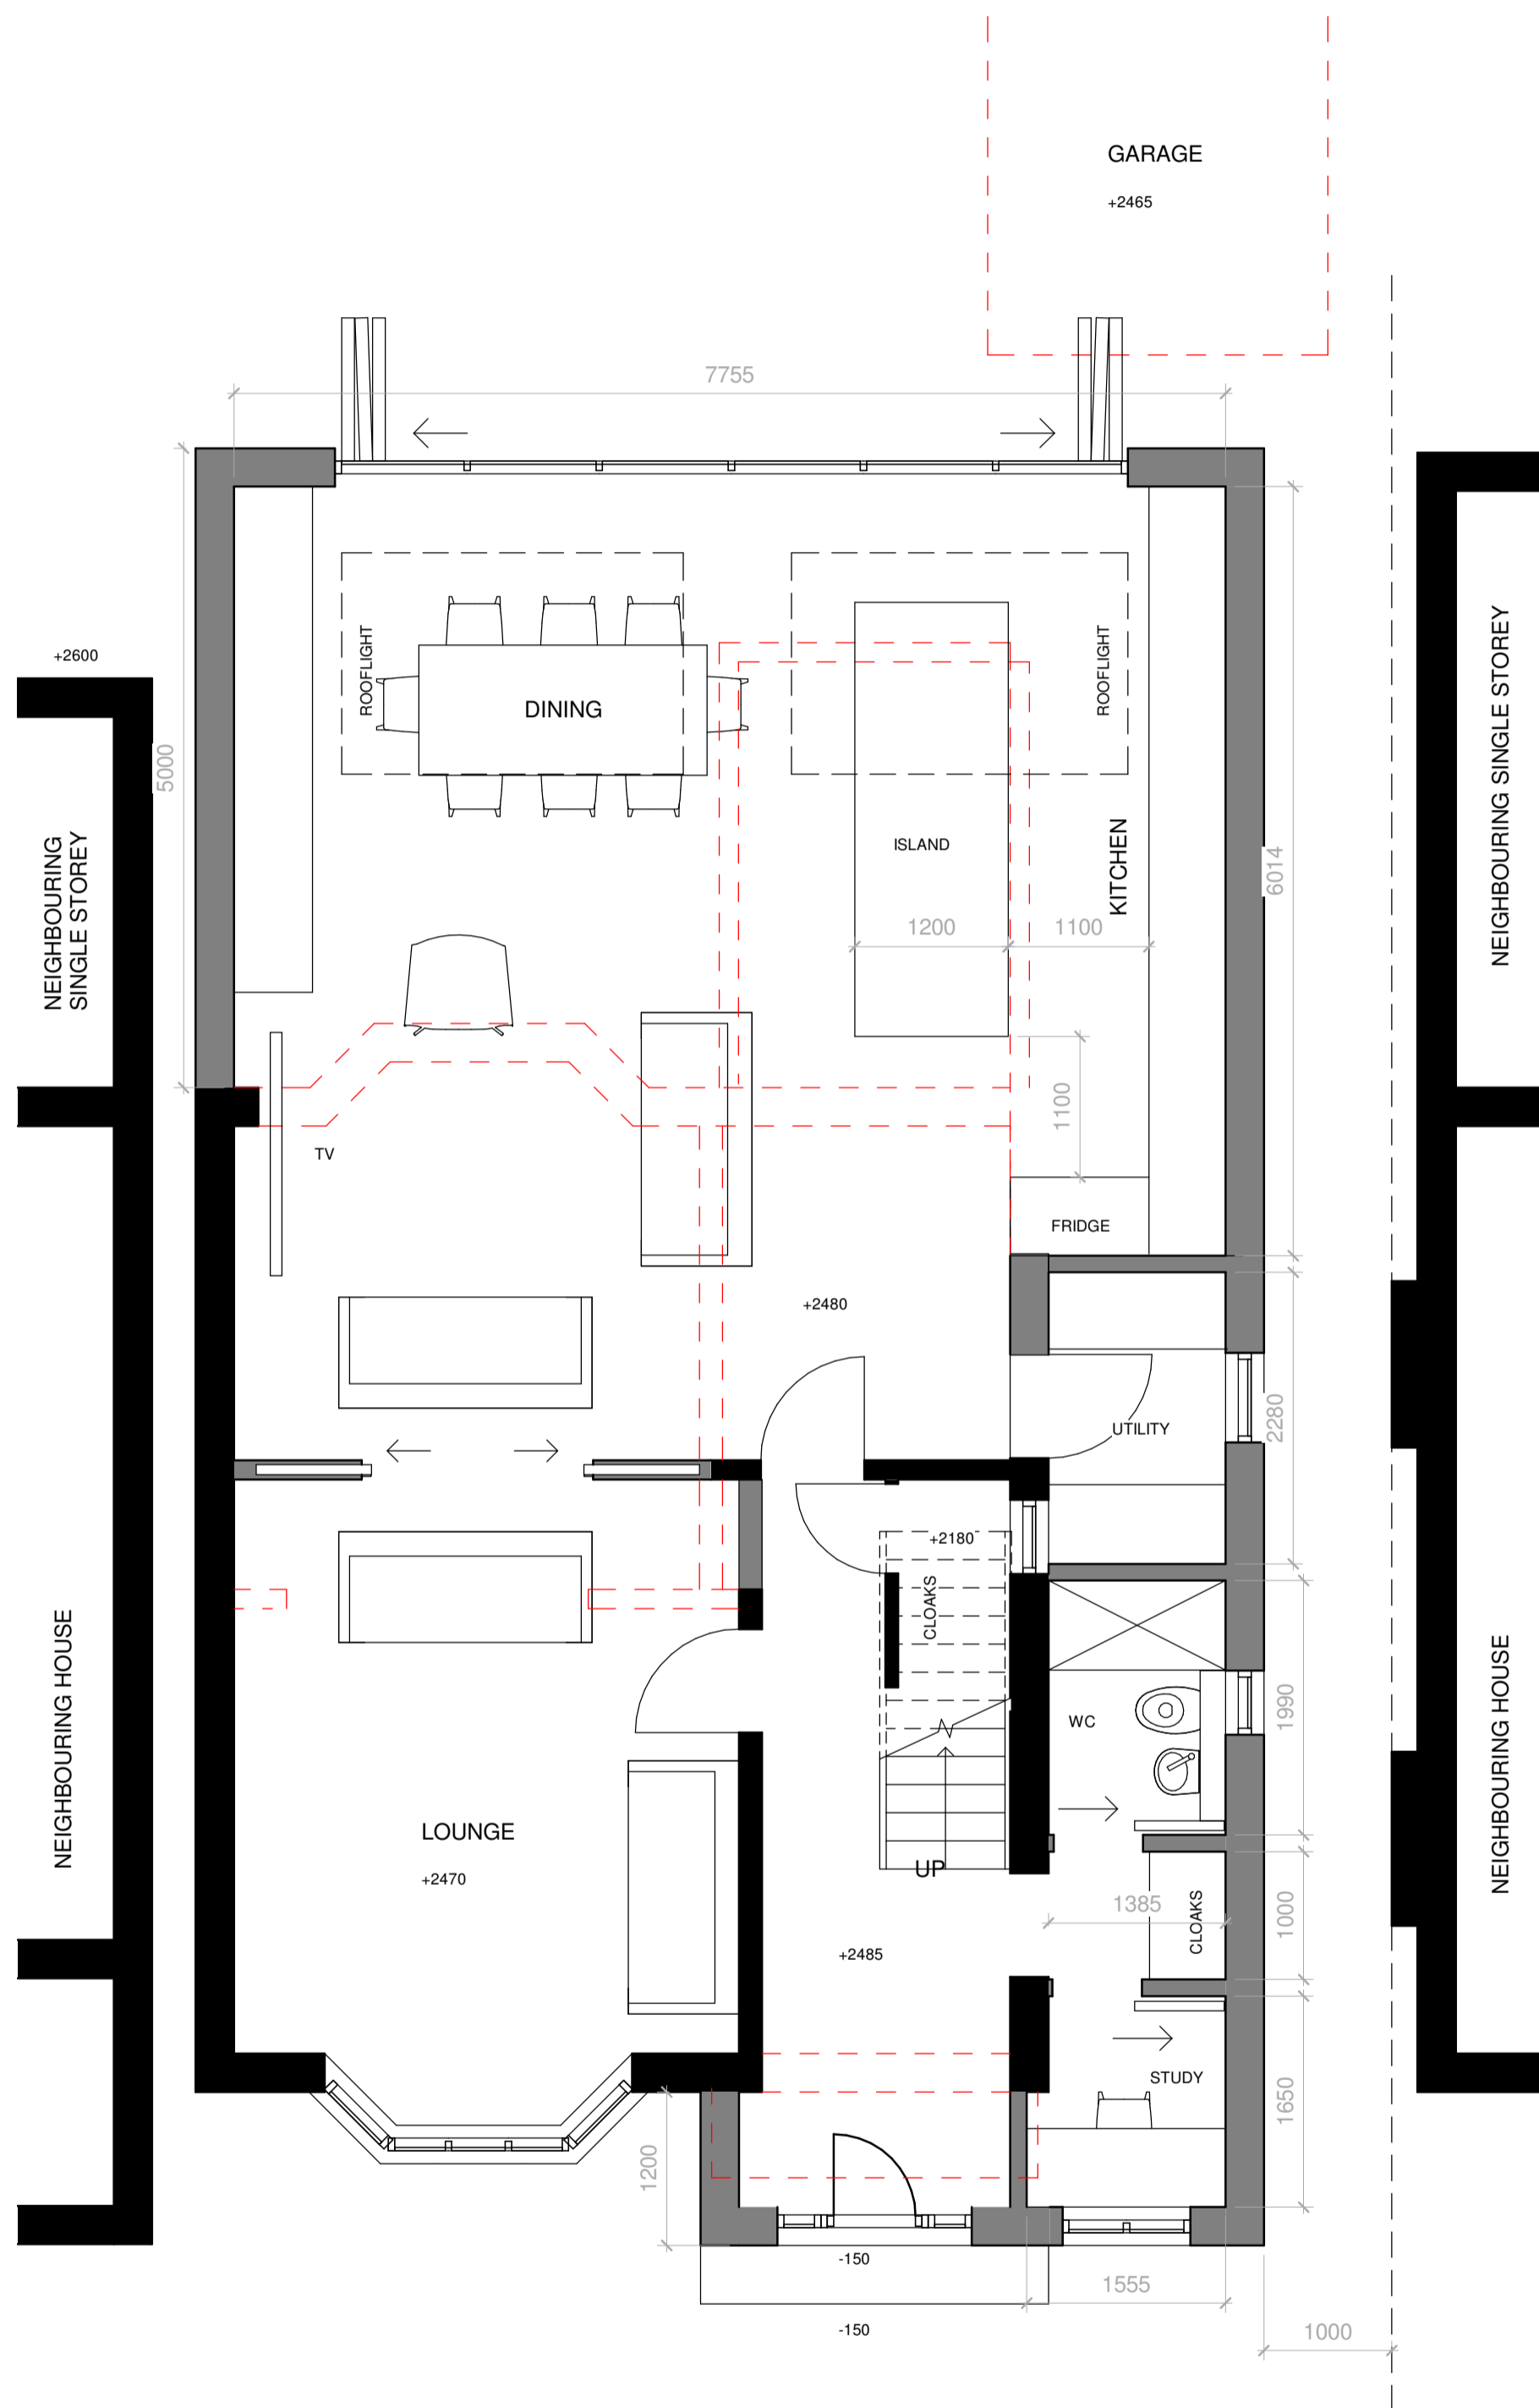 GARAGE
+2465
7755
ROOFLIGHT
ROOFLIGHT
DINING
+2600
5000
NEIGHBOURING
SINGLE STOREY
NEIGHBOURING SINGLE STOREY
ISLAND
KITCHEN
6014
1200
1100
1100
TV
FRIDGE
+2480
UTILITY
2280
+2180
CLOAKS
NEIGHBOURING HOUSE
NEIGHBOURING HOUSE
WC
1990
LOUNGE
+2470
UP
1385
CLOAKS
1000
+2485
STUDY
1650
1200
-150
1555
-150
1000